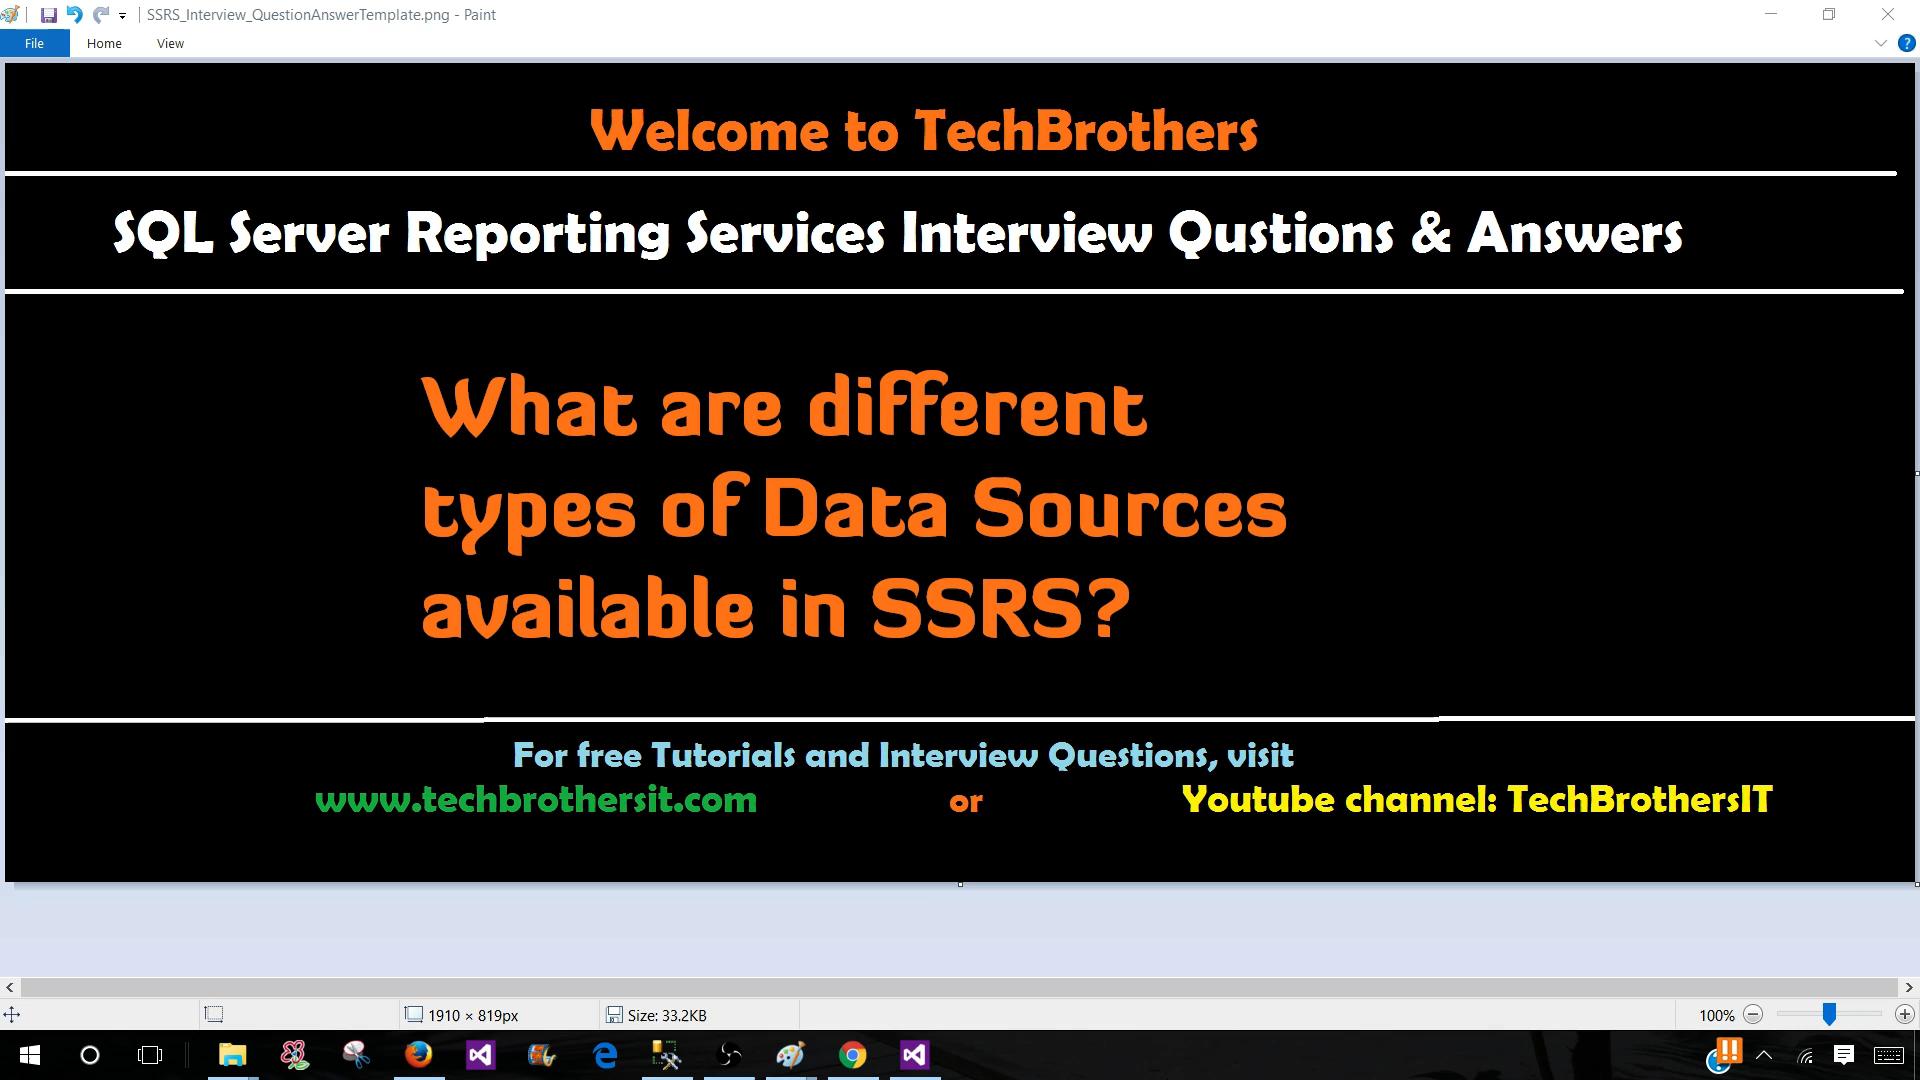 SSRS_Interview_QuestionAnswerTemplate.png - Paint
File Home View
Welcome to TechBrothers
SQL Server Reporting Services Interview Qustions & Answers
What are different
types of Data Sources
available in SSRS?
For free Tutorials and Interview Questions, visit
www.techbrothersit.com or Youtube channel: TechBrothersIT
1910 × 819px Size: 33.2KB 100%